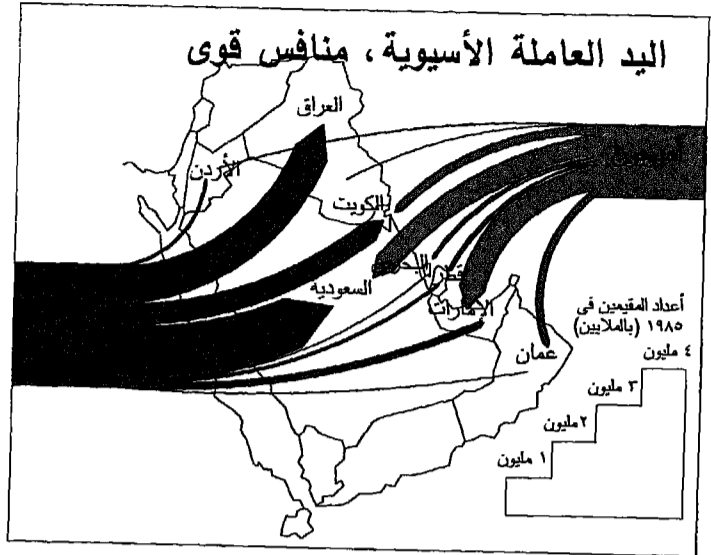 اليد العاملة الأسيوية، منافس قوى
العراق
الأردن
الكويت
السعودية
قطر
الإمارات
عمان
أعداد المقيمين فى
١٩٨٥ (بالملايين)
٤ مليون
٣ مليون
٢ مليون
١ مليون